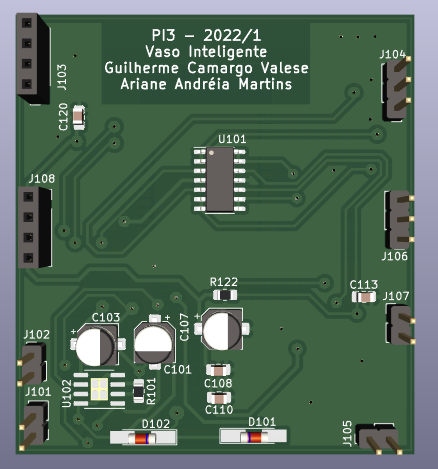 PI3 - 2022/1
Vaso Inteligente
Guilherme Camargo Valese
Ariane Andréia Martins
J103
J104
C120
U101
J108
J106
R122
C113
J107
C103
C107
J102
C101
C108
J101
U102
R101
C110
D102
D101
J105